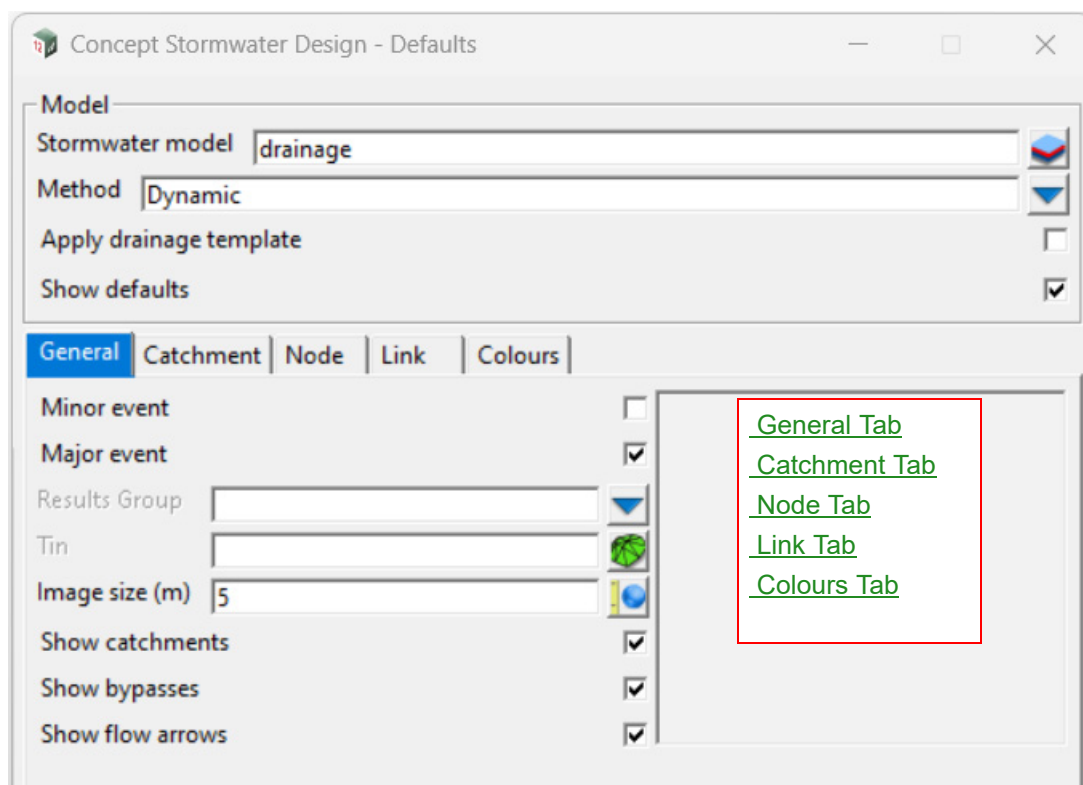 Concept Stormwater Design - Defaults
Model
Stormwater model drainage
Method Dynamic
Apply drainage template
Show defaults
General Catchment Node Link Colours
Minor event
Major event
Results Group
Tin
Image size (m) 5
Show catchments
Show bypasses
Show flow arrows
General Tab
Catchment Tab
Node Tab
Link Tab
Colours Tab